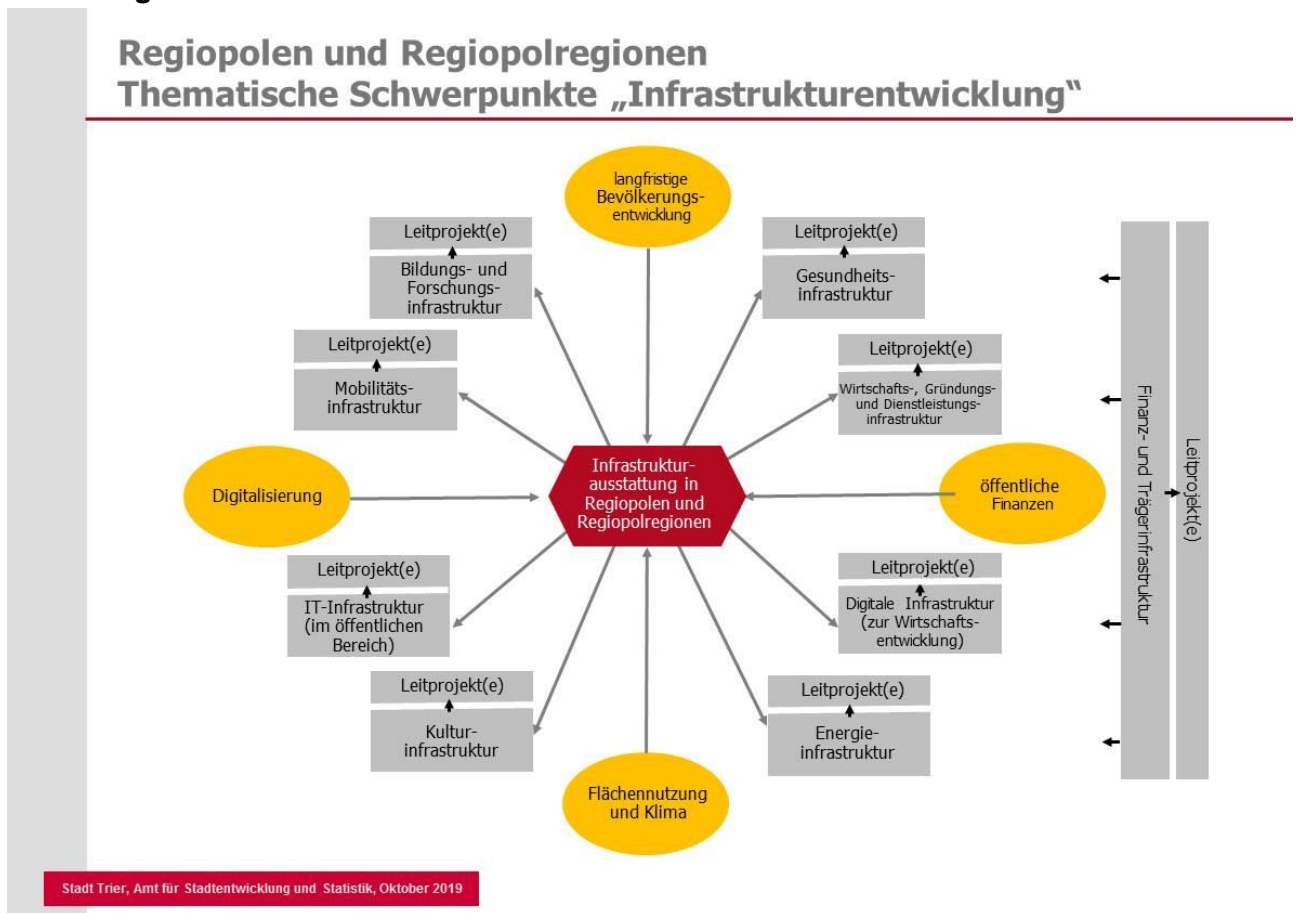 Regiopolen und Regiopolregionen
Thematische Schwerpunkte „Infrastrukturentwicklung“
langfristige
Bevölkerungs-
entwicklung
Leitprojekt(e)
Bildungs- und
Forschungs-
infrastruktur
Leitprojekt(e)
Gesundheits-
infrastruktur
Leitprojekt(e)
Mobilitäts-
infrastruktur
Leitprojekt(e)
Wirtschafts-, Gründungs-
und Dienstleistungs-
infrastruktur
Digitalisierung
Infrastruktur-
ausstattung in
Regiopolen und
Regiopolregionen
öffentliche
Finanzen
Finanz- und Trägerinfrastruktur
Leitprojekt(e)
Leitprojekt(e)
IT-Infrastruktur
(im öffentlichen
Bereich)
Leitprojekt(e)
Digitale Infrastruktur
(zur Wirtschafts-
entwicklung)
Leitprojekt(e)
Kultur-
infrastruktur
Leitprojekt(e)
Energie-
infrastruktur
Flächennutzung
und Klima
Stadt Trier, Amt für Stadtentwicklung und Statistik, Oktober 2019